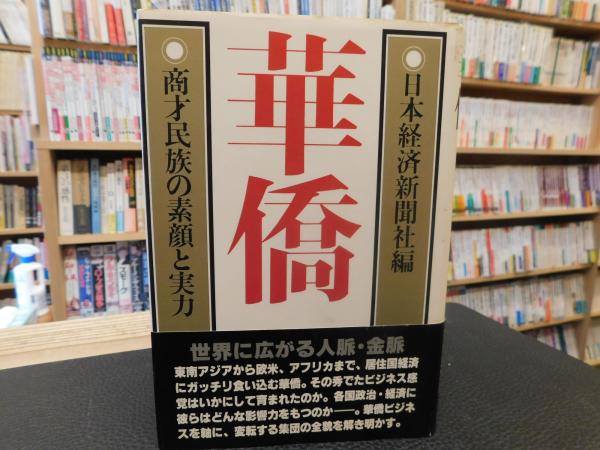 ◉日本経済新聞社編
華僑
◉商才民族の素顔と実力
世界に広がる人脈・金脈
東南アジアから欧米、アフリカまで、居住国経済
にガッチリ食い込む華僑。その秀でたビジネス感
覚はいかにして育まれたのか。各国政治・経済に
彼らはどんな影響力をもつのか──。華僑ビジネ
スを軸に、変転する集団の全貌を解き明かす。